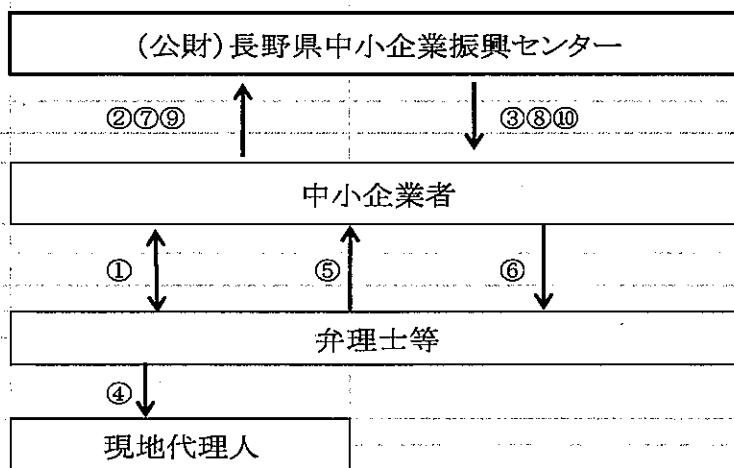 (公財)長野県中小企業振興センター
②⑦⑨
③⑧⑩
中小企業者
①
⑤
⑥
弁理士等
④
現地代理人